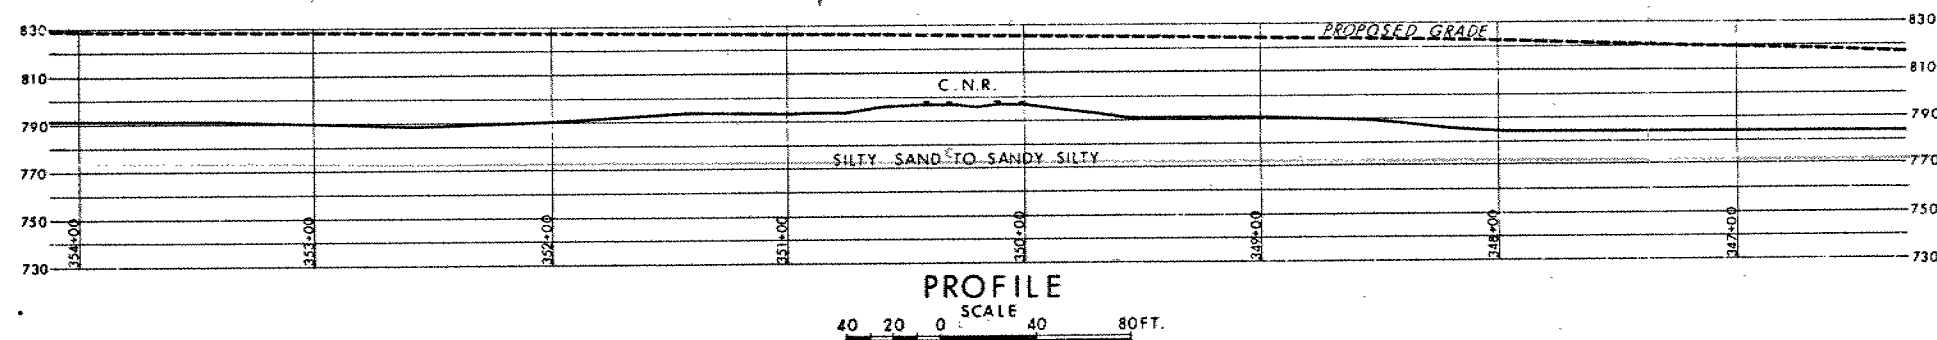 830 830
PROPOSED GRADE
810 810
C.N.R.
790 790
SILTY SAND TO SANDY SILTY
770 770
750 750
354+00 353+00 352+00 351+00 350+00 349+00 348+00 347+00
730 730
PROFILE
SCALE
40 20 0 40 80FT.